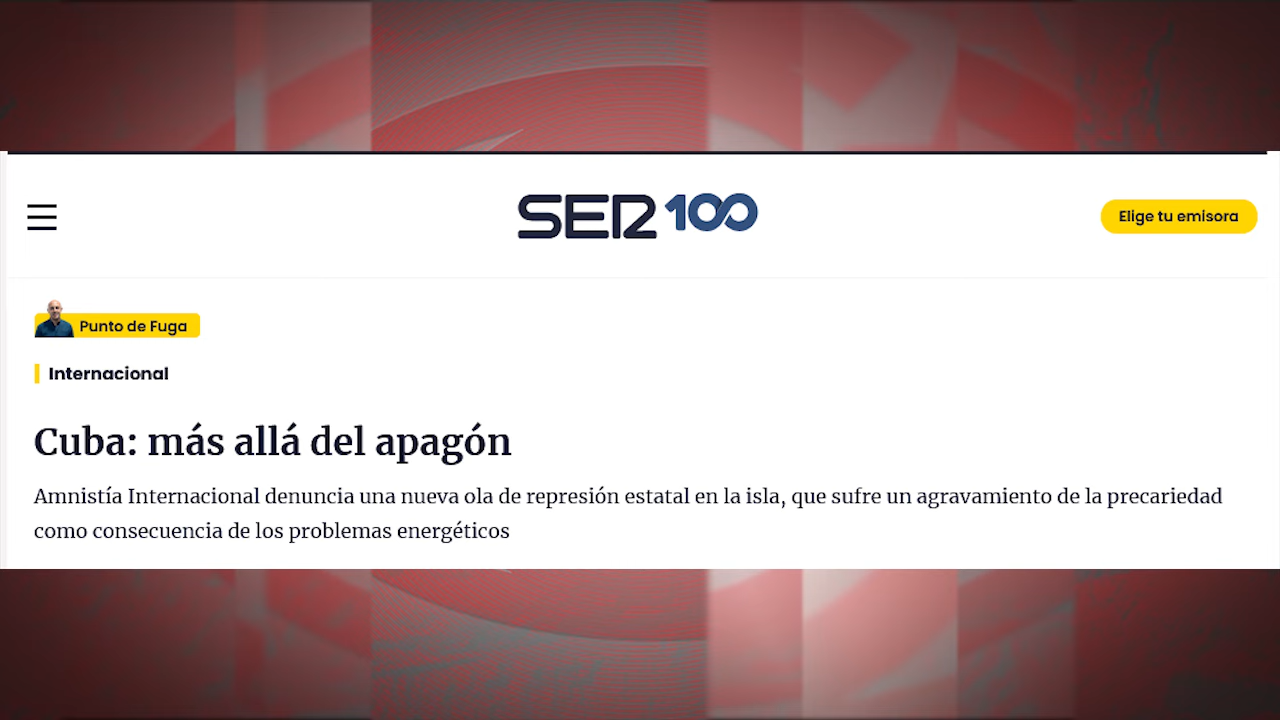 SER 100
Elige tu emisora
Punto de Fuga
Internacional
Cuba: más allá del apagón
Amnistía Internacional denuncia una nueva ola de represión estatal en la isla, que sufre un agravamiento de la precariedad
como consecuencia de los problemas energéticos